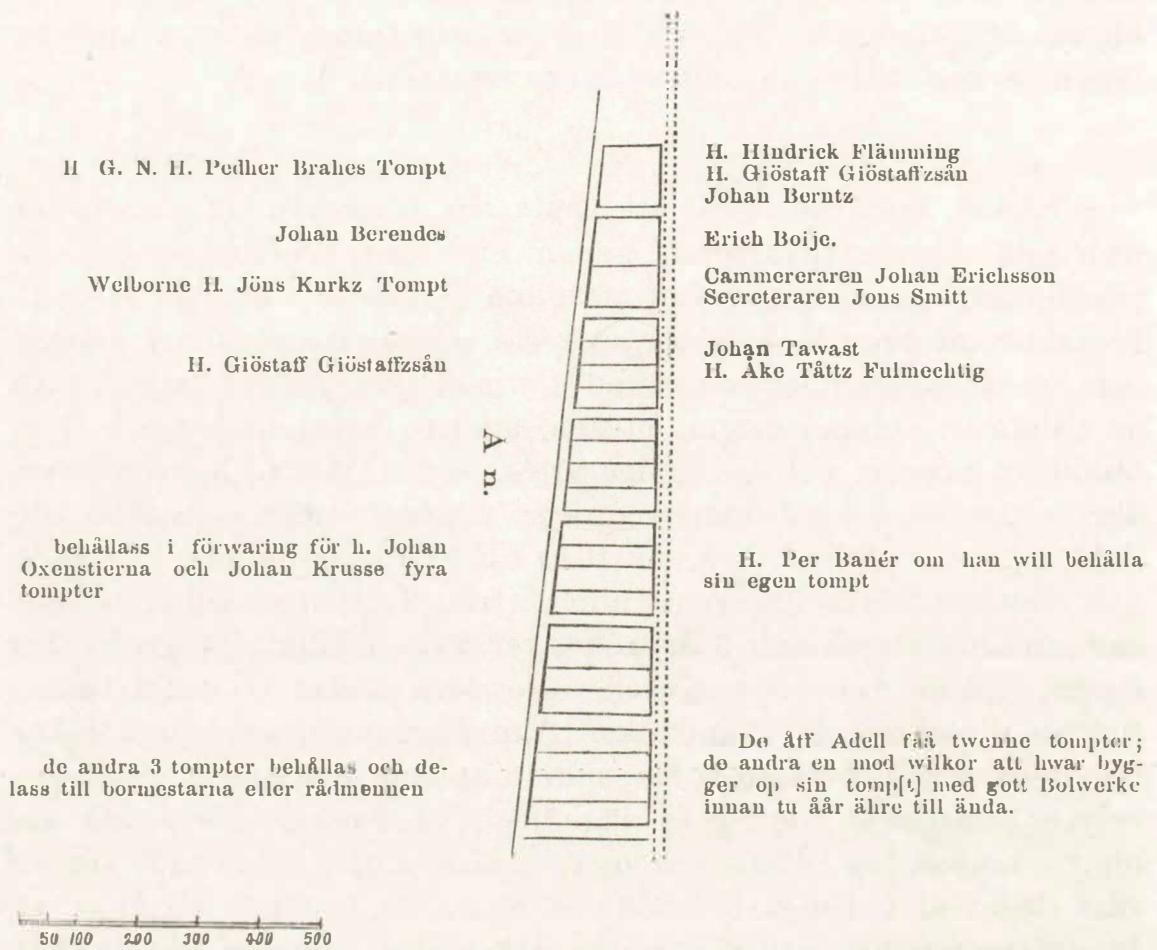 H G. N. H. Pedher Brahes Tompt
Johan Berendes
Welborne H. Jöns Kurkz Tompt
H. Giöstaff Giöstaffzsån
behållass i förwaring för h. Johan
Oxenstierna och Johan Krusse fyra
tompter
de andra 3 tompter behållas och de-
lass till bormestarna eller rådmennen
Ån.
H. Hindrick Flämming
H. Giöstaff Giöstaffzsån
Johan Berntz
Erich Boije.
Cammereraren Johan Erichsson
Secreteraren Jons Smitt
Johan Tawast
H. Åke Tåttz Fulmechtig
H. Per Banér om han will behålla
sin egen tompt
De åff Adell fåå twenne tompter;
de andra en med wilkor att hwar byg-
ger op sin tomp[t] med gott Bolwerke
innan tu åår ähre till ända.
50 100 200 300 400 500